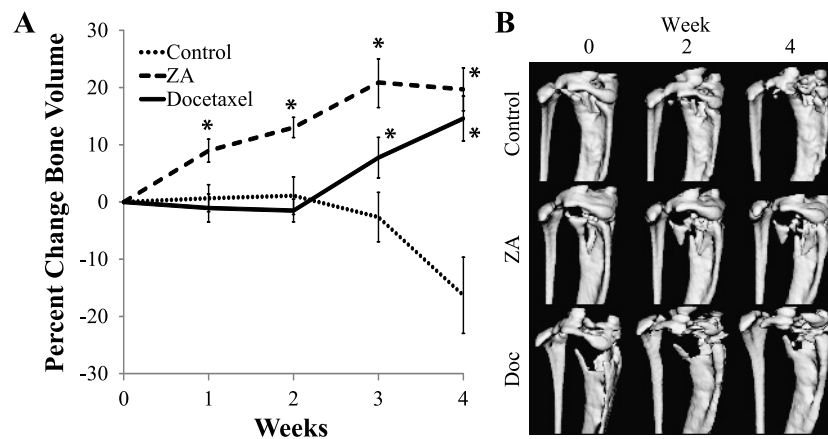 A
Percent Change Bone Volume
30
20
10
0
-10
-20
-30
Control
ZA
Docetaxel
*
*
*
*
*
*
0
1
2
3
4
Weeks
B
Week
0
2
4
Control
ZA
Doc